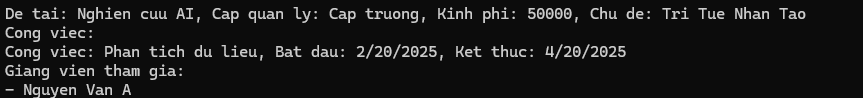 De tai: Nghien cuu AI, Cap quan ly: Cap truong, Kinh phi: 50000, Chu de: Tri Tue Nhan Tao
Cong viec:
Cong viec: Phan tich du lieu, Bat dau: 2/20/2025, Ket thuc: 4/20/2025
Giang vien tham gia:
- Nguyen Van A